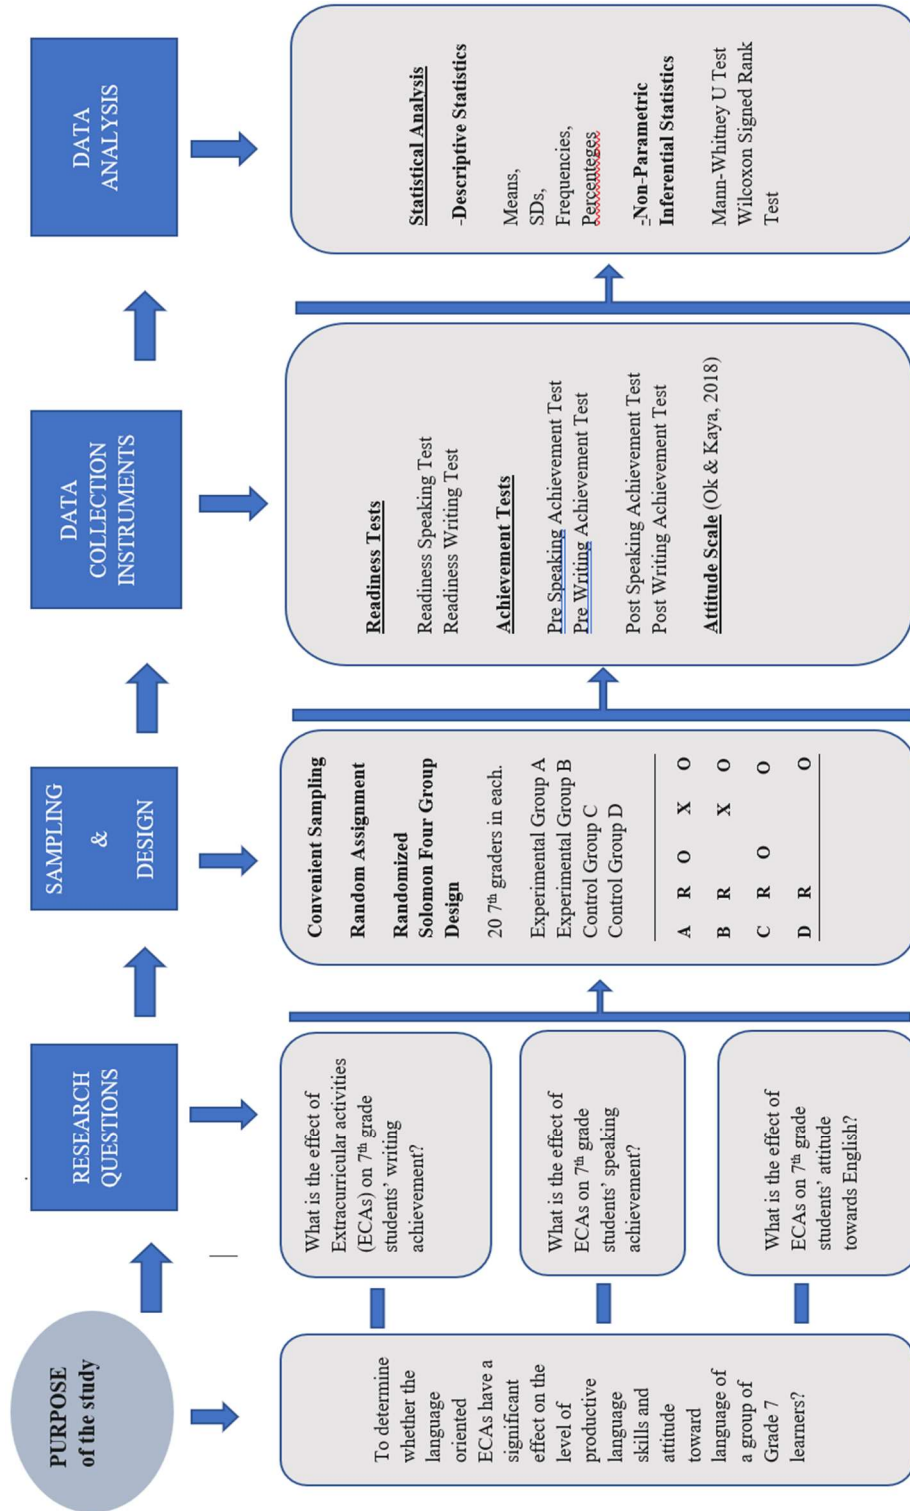 PURPOSE
of the study
To determine
whether the
language
oriented
ECAs have a
significant
effect on the
level of
productive
language
skills and
attitude
toward
language of
a group of
Grade 7
learners?
RESEARCH
QUESTIONS
What is the effect of
Extracurricular activities
(ECAs) on 7th grade
students’ writing
achievement?
What is the effect of
ECAs on 7th grade
students’ speaking
achievement?
What is the effect of
ECAs on 7th grade
students’ attitude
towards English?
SAMPLING
&
DESIGN
Convenient Sampling
Random Assignment
Randomized
Solomon Four Group
Design
20 7th graders in each.
Experimental Group A
Experimental Group B
Control Group C
Control Group D
A R O X O
B R X O
C R O O
D R O
DATA
COLLECTION
INSTRUMENTS
Readiness Tests
Readiness Speaking Test
Readiness Writing Test
Achievement Tests
Pre Speaking Achievement Test
Pre Writing Achievement Test
Post Speaking Achievement Test
Post Writing Achievement Test
Attitude Scale (Ok & Kaya, 2018)
DATA
ANALYSIS
Statistical Analysis
-Descriptive Statistics
Means,
SDs,
Frequencies,
Percenteges
-Non-Parametric
Inferential Statistics
Mann-Whitney U Test
Wilcoxon Signed Rank
Test